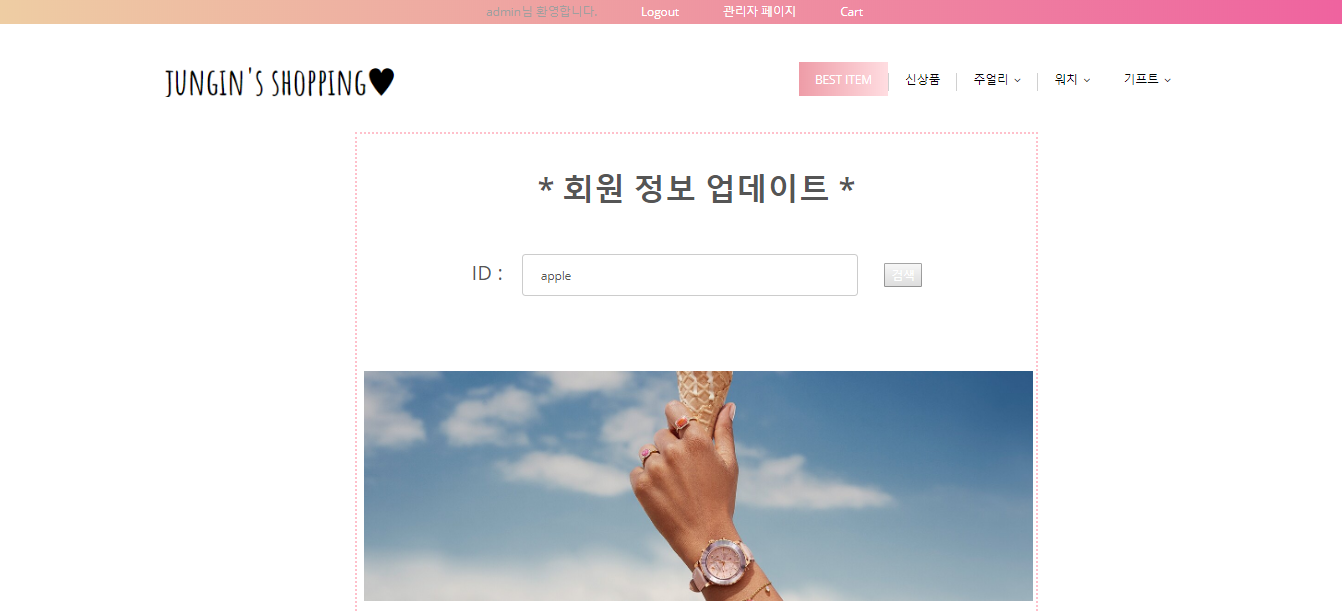 admin님 환영합니다. Logout 관리자 페이지 Cart
JUNGIN'S SHOPPING♥ BEST ITEM 신상품 주얼리 워치 기프트
* 회원 정보 업데이트 *
ID : apple 검색